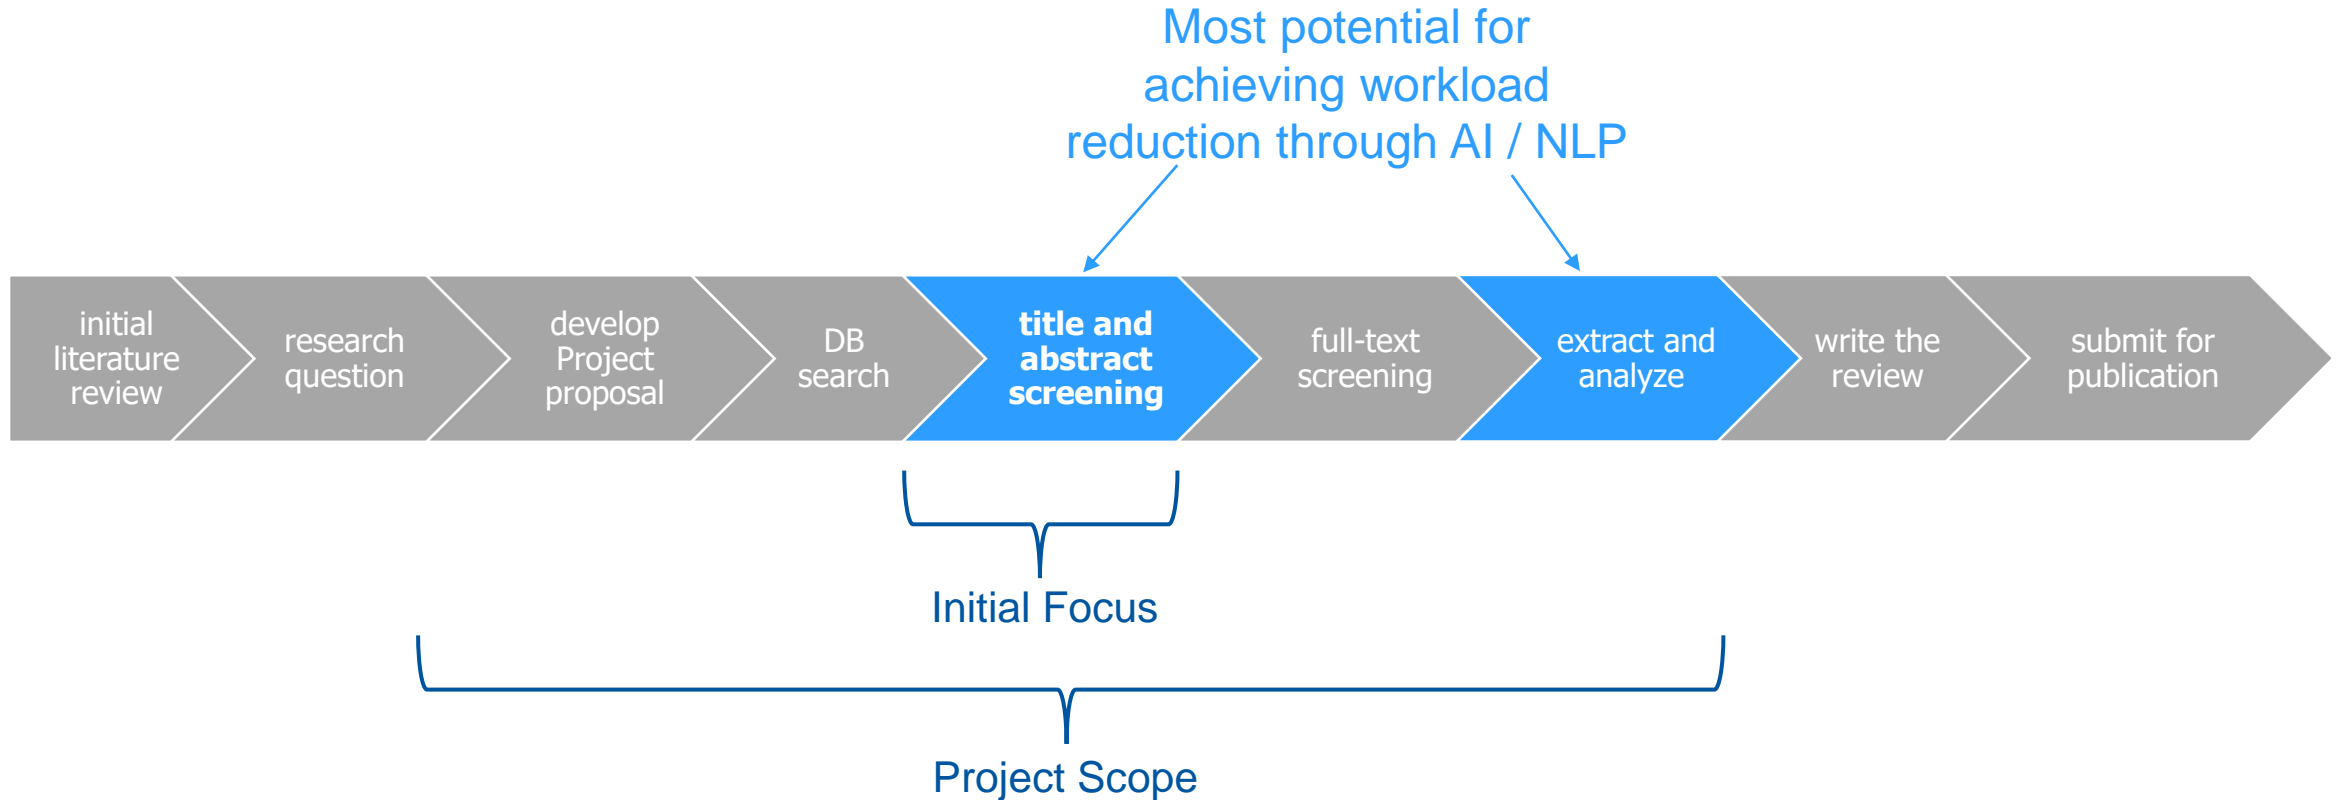 Most potential for
achieving workload
reduction through AI / NLP
initial
literature
review
research
question
develop
Project
proposal
DB
search
title and
abstract
screening
full-text
screening
extract and
analyze
write the
review
submit for
publication
Initial Focus
Project Scope